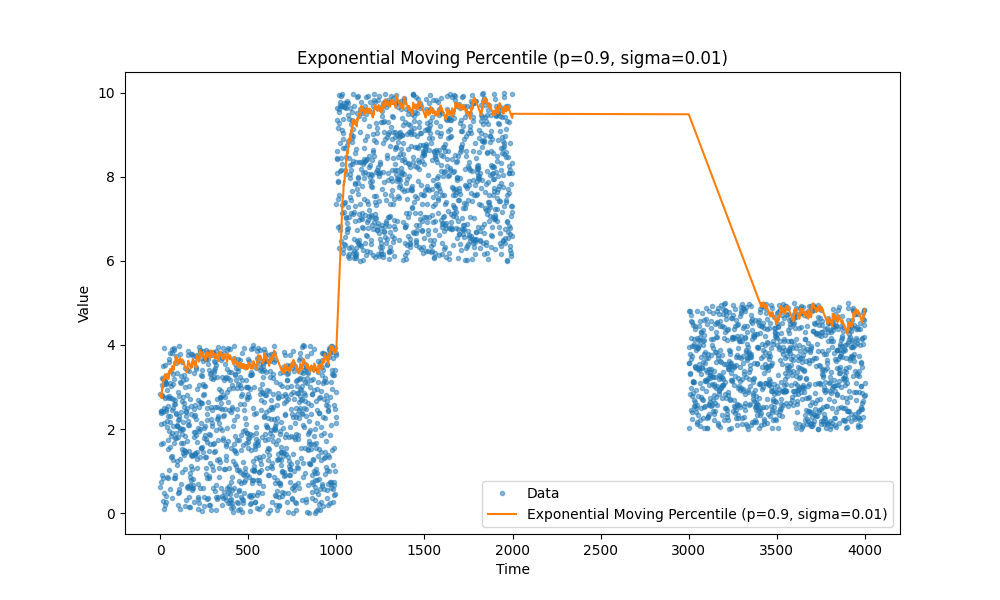 Exponential Moving Percentile (p=0.9, sigma=0.01)
10
8
6
4
2
0
Value
0 500 1000 1500 2000 2500 3000 3500 4000
Time
Data
Exponential Moving Percentile (p=0.9, sigma=0.01)